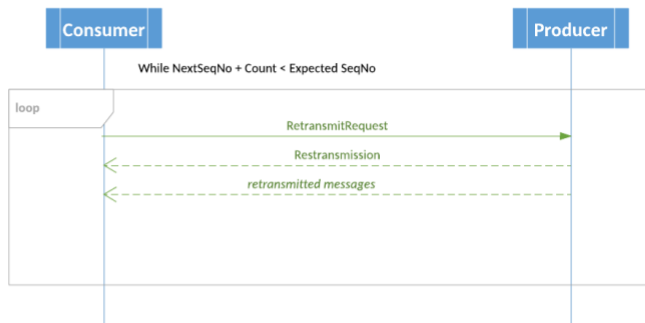 Consumer
Producer
While NextSeqNo + Count < Expected SeqNo
loop
RetransmitRequest
Restransmission
retransmitted messages